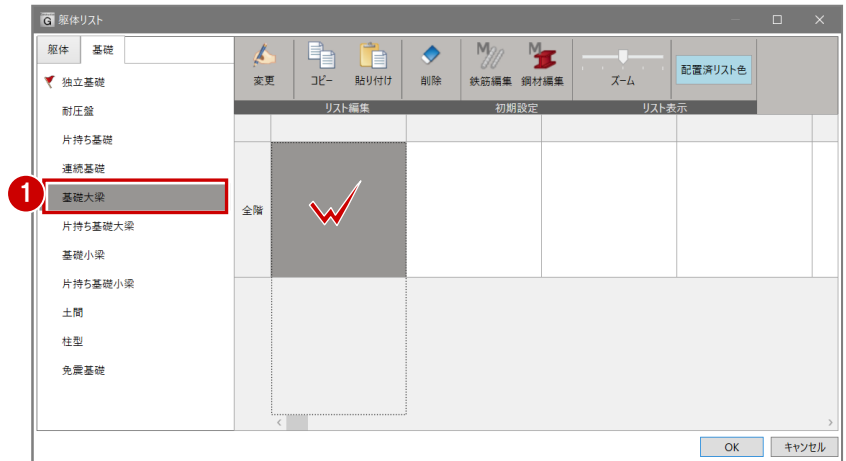 G 躯体リスト
躯体 基礎
独立基礎
耐圧盤
片持ち基礎
連続基礎
1 基礎大梁
片持ち基礎大梁
基礎小梁
片持ち基礎小梁
土間
柱型
免震基礎
変更 コピー 貼り付け 削除 鉄筋編集 鋼材編集 ズーム 配置済リスト色
リスト編集 初期設定 リスト表示
全階
OK キャンセル